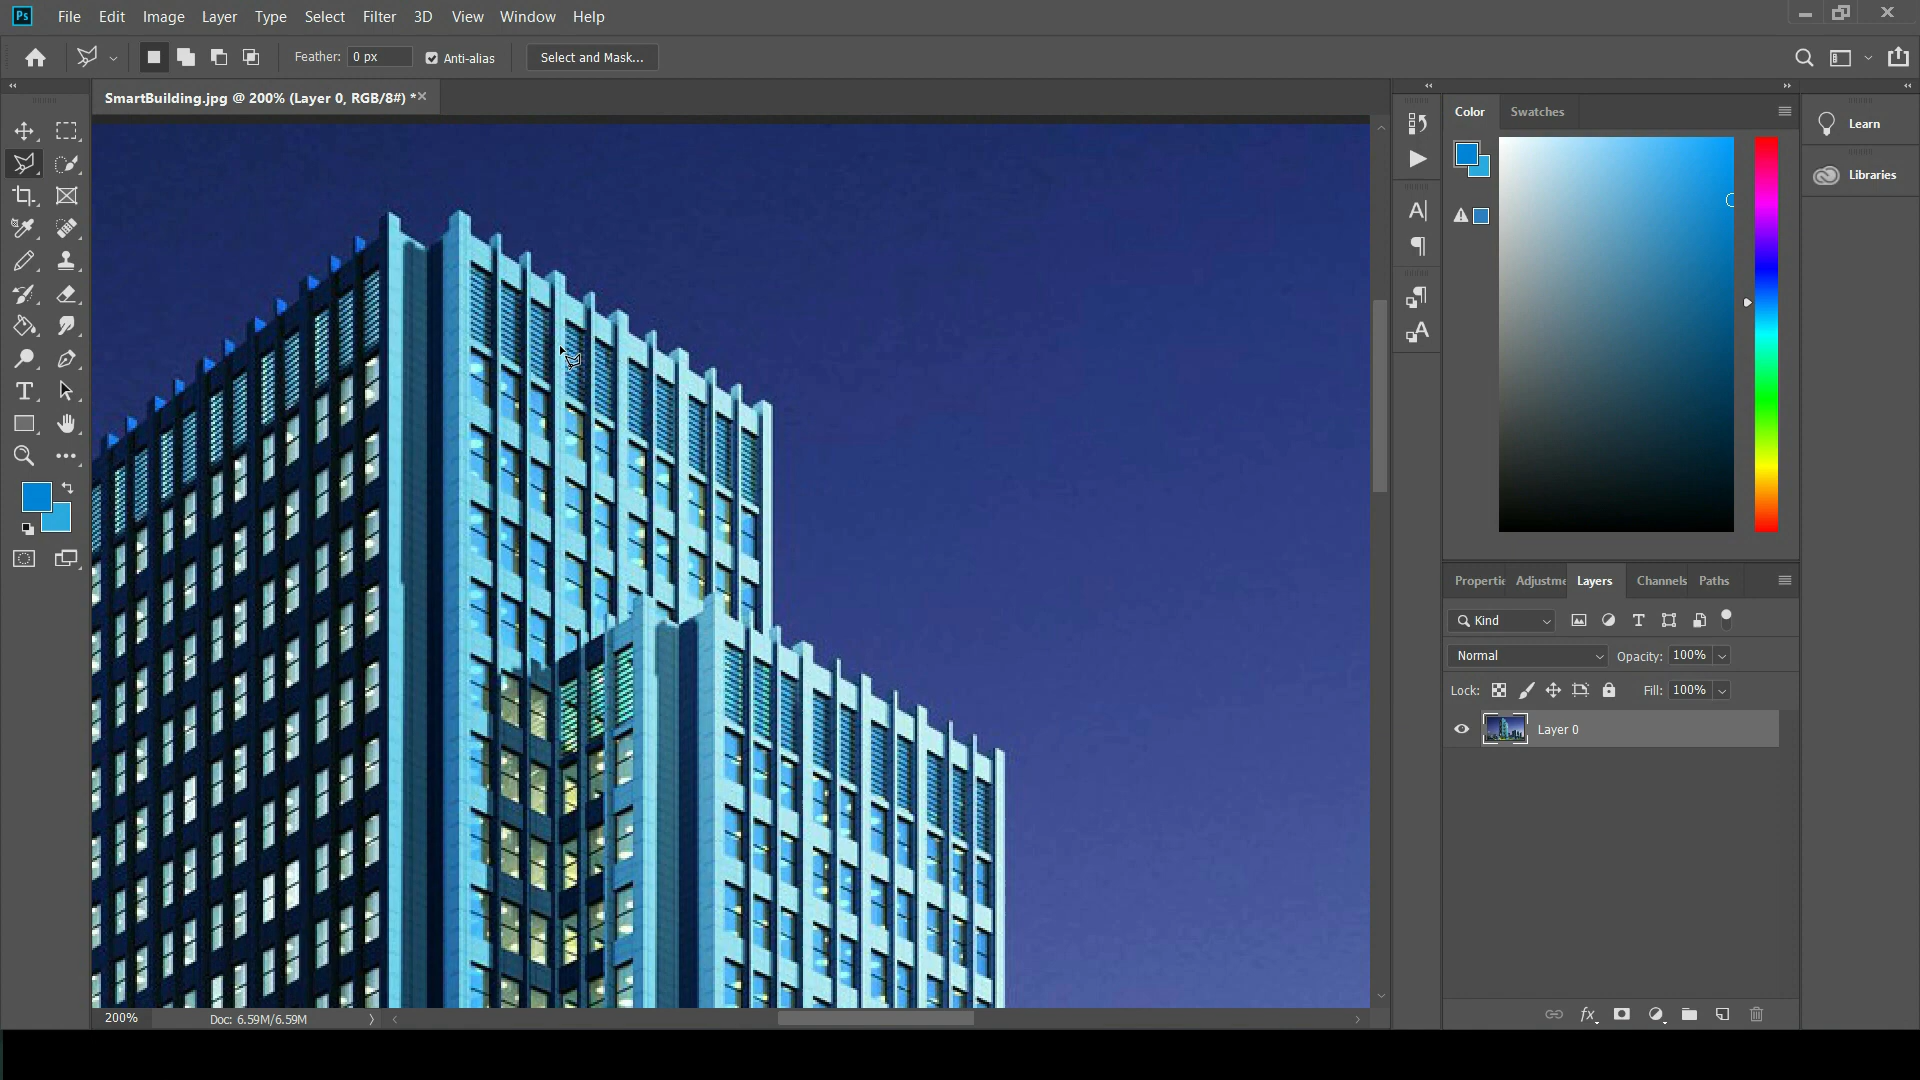 Ps File Edit Image Layer Type Select Filter 3D View Window Help
Feather: 0 px Anti-alias Select and Mask...
SmartBuilding.jpg @ 200% (Layer 0, RGB/8#) *
Color Swatches
Learn
Libraries
Properti Adjustme Layers Channels Paths
Kind
Normal Opacity: 100%
Lock: Fill: 100%
Layer 0
fx
200% Doc: 6.59M/6.59M